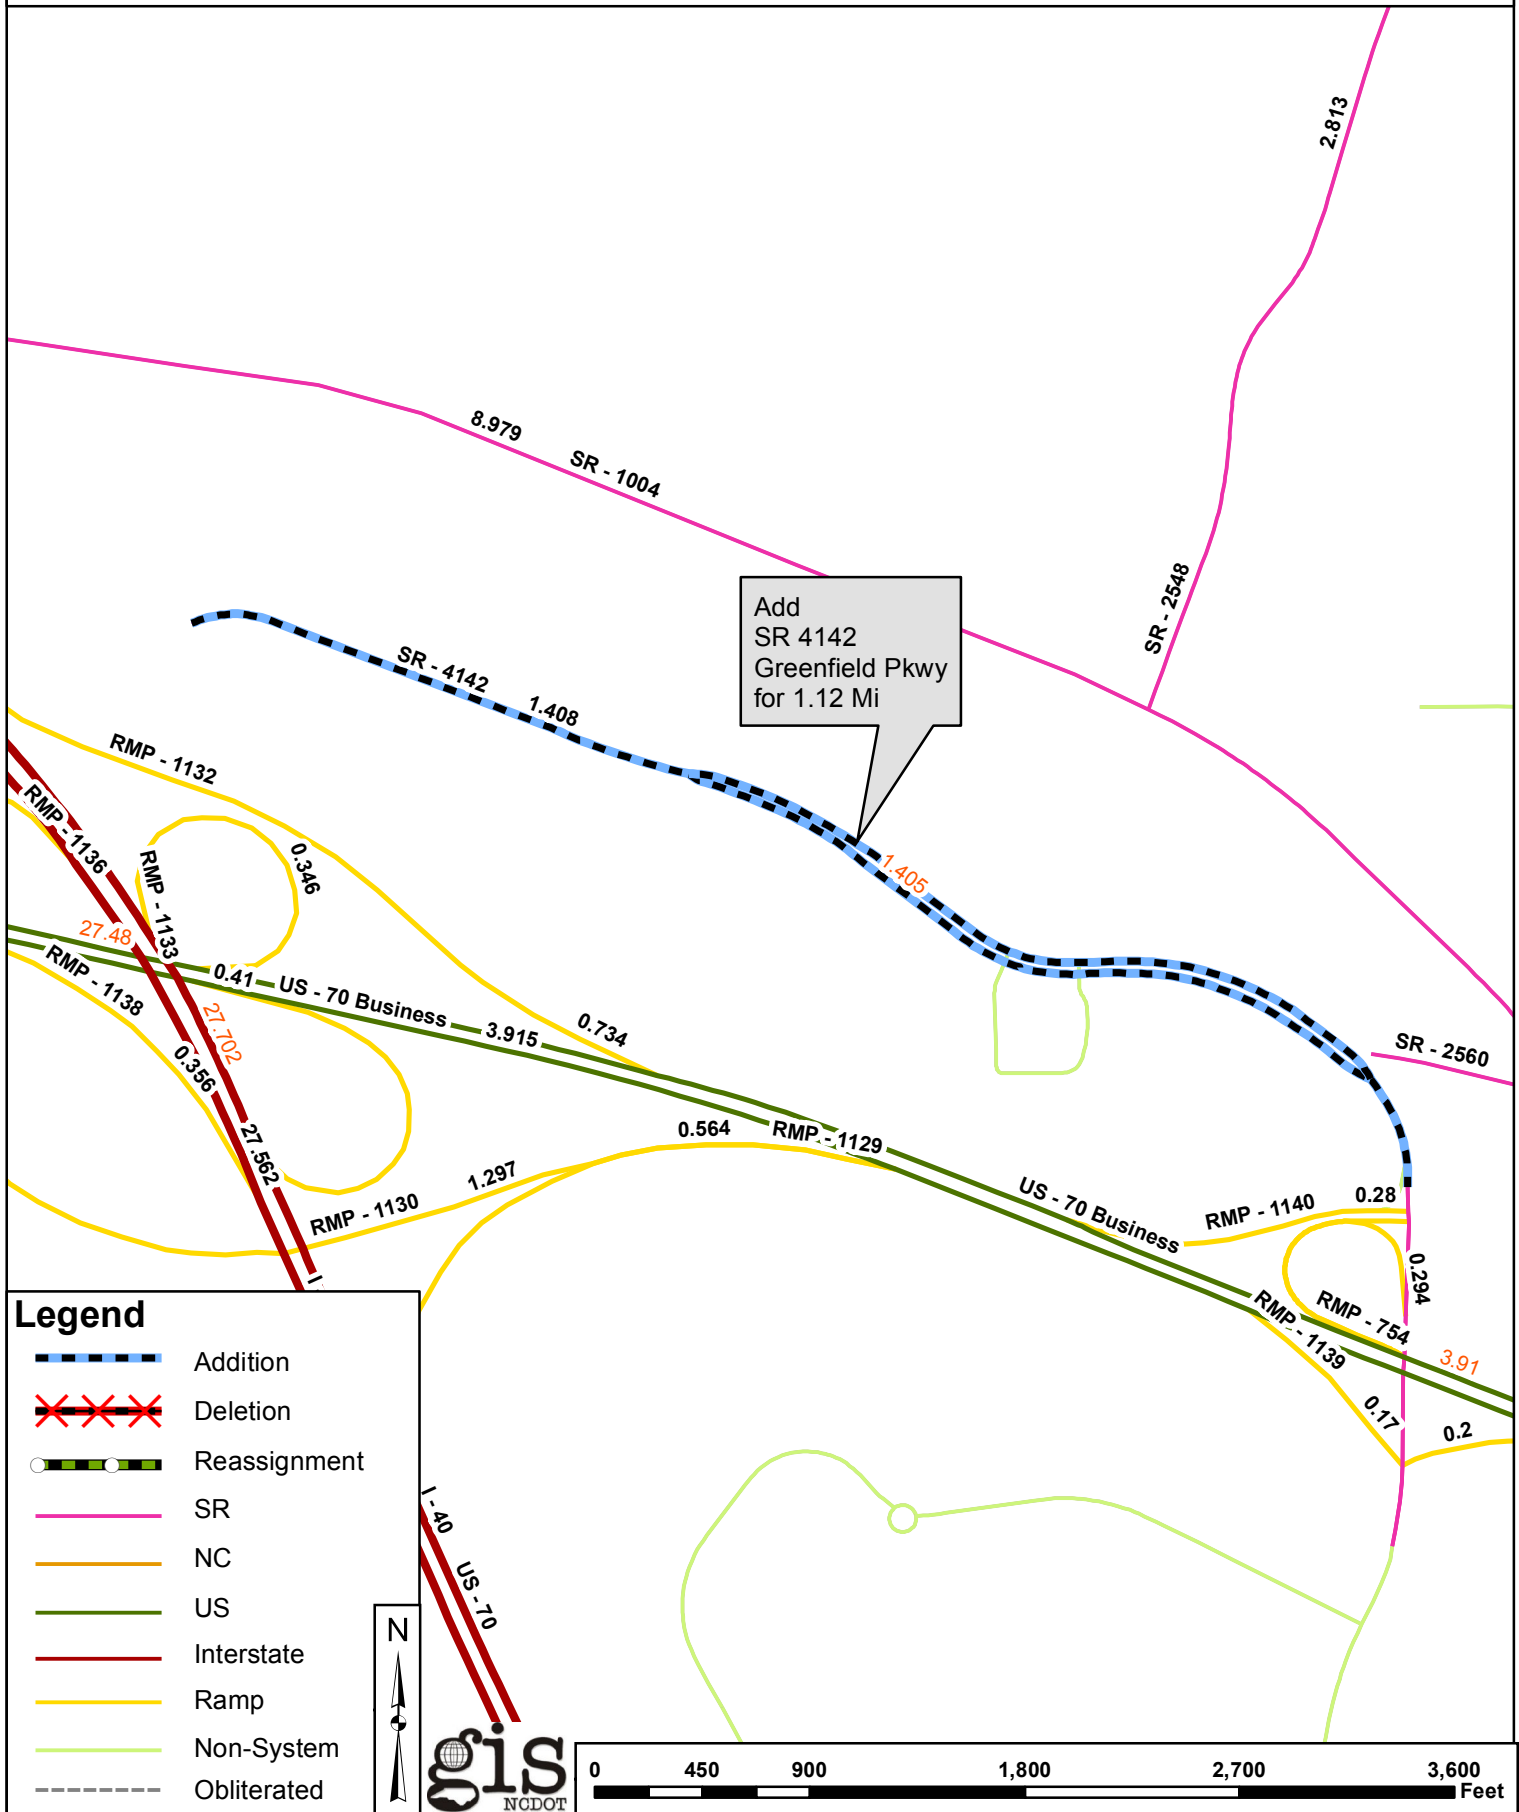 2.813
8.979
SR - 1004
SR - 2548
Add
SR 4142
Greenfield Pkwy
for 1.12 Mi
SR - 4142
1.408
RMP - 1132
RMP - 1136
RMP - 1133
0.346
1.405
27.48
RMP - 1138
0.41
US - 70 Business
3.915
0.734
27.702
0.356
SR - 2560
27.562
0.564
RMP - 1129
1.297
RMP - 1130
US - 70 Business
RMP - 1140
0.28
0.294
RMP - 754
RMP - 1139
3.91
0.17
0.2
I -
Legend
Addition
Deletion
Reassignment
SR
NC
US
Interstate
Ramp
Non-System
Obliterated
I - 40
US - 70
N
gis
NCDOT
0 450 900 1,800 2,700 3,600
Feet